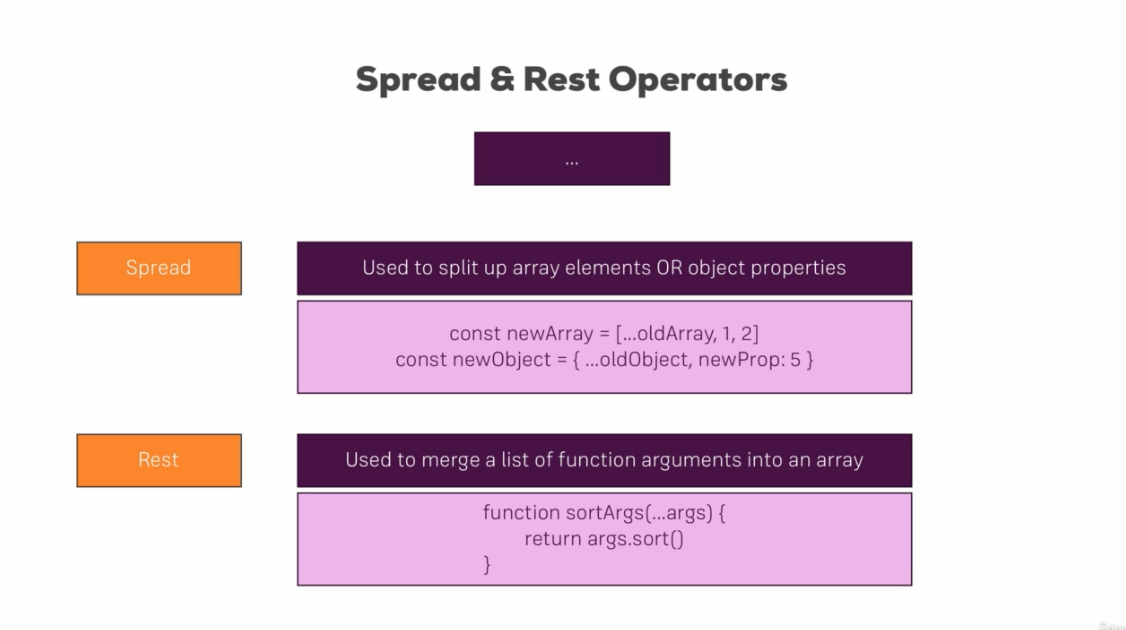 Spread & Rest Operators
...
Spread
Used to split up array elements OR object properties
const newArray = [...oldArray, 1, 2]
const newObject = { ...oldObject, newProp: 5 }
Rest
Used to merge a list of function arguments into an array
function sortArgs(...args) {
return args.sort()
}